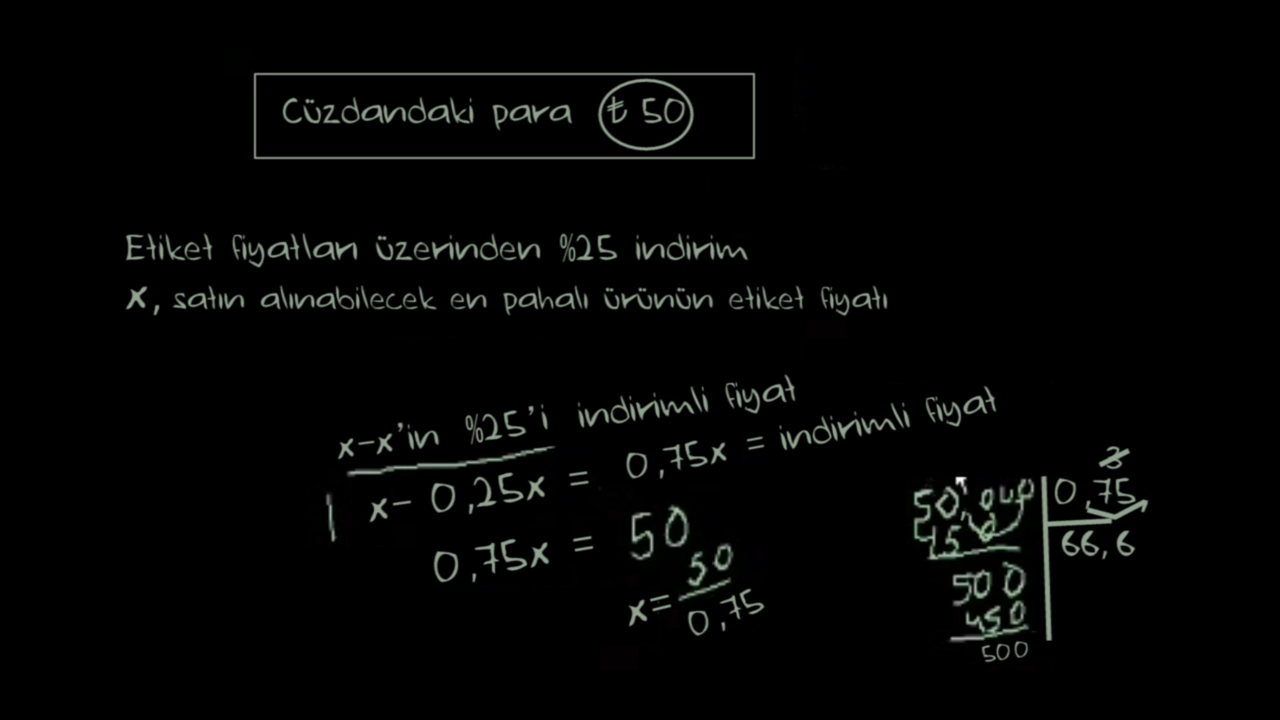 Cüzdandaki para ₺ 50
Etiket fiyatları üzerinden %25 indirim
x, satın alınabilecek en pahalı ürünün etiket fiyatı
x-x'in %25'i indirimli fiyat
x- 0,25x = 0,75x = indirimli fiyat
0,75x = 50
x= 50
0,75
50, 0,75
45 66,6
500
450
500